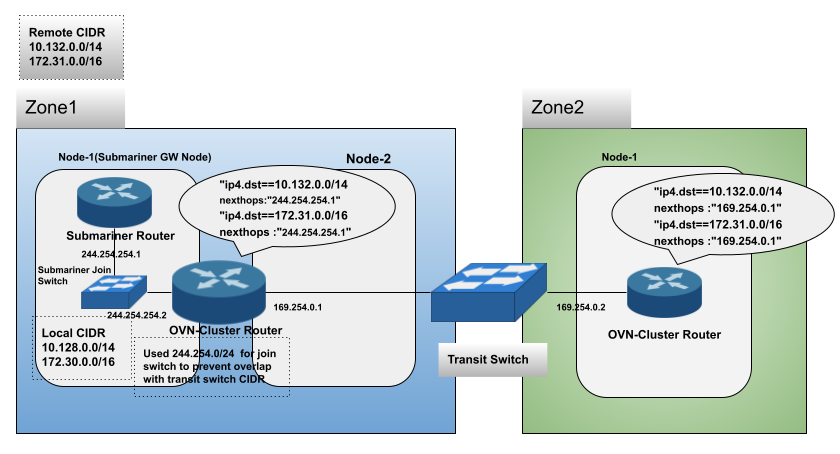 Remote CIDR
10.132.0.0/14
172.31.0.0/16
Zone1
Zone2
Node-1(Submariner GW Node)
Node-2
Node-1
"ip4.dst==10.132.0.0/14
nexthops:"244.254.254.1"
"ip4.dst==172.31.0.0/16
nexthops :"244.254.254.1"
"ip4.dst==10.132.0.0/14
nexthops :"169.254.0.1"
"ip4.dst==172.31.0.0/16
nexthops :"169.254.0.1"
Submariner Router
244.254.254.1
Submariner Join
Switch
244.254.254.2
169.254.0.1
169.254.0.2
OVN-Cluster Router
OVN-Cluster Router
Local CIDR
10.128.0.0/14
172.30.0.0/16
Used 244.254.0/24 for join
switch to prevent overlap
with transit switch CIDR
Transit Switch